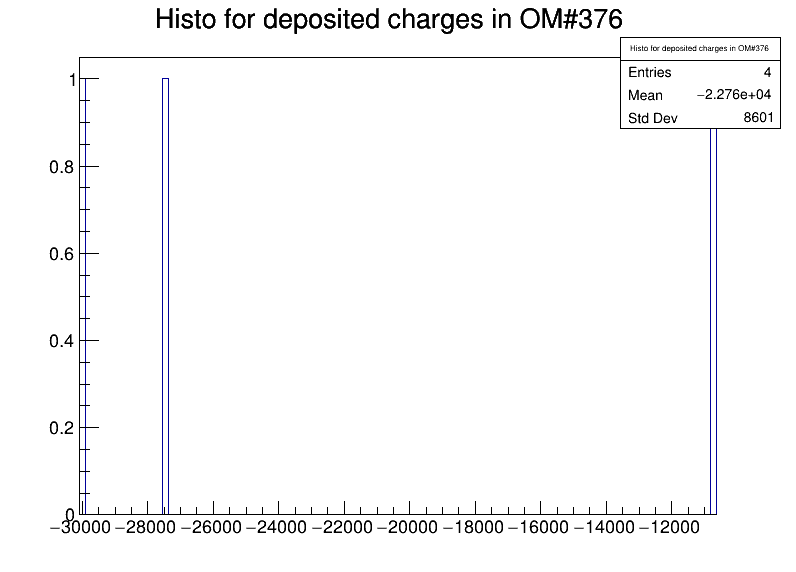 Histo for deposited charges in OM#376
Histo for deposited charges in OM#376
Entries 4
Mean −2.276e+04
Std Dev 8601
1
0.8
0.6
0.4
0.2
0
−30000 −28000 −26000 −24000 −22000 −20000 −18000 −16000 −14000 −12000